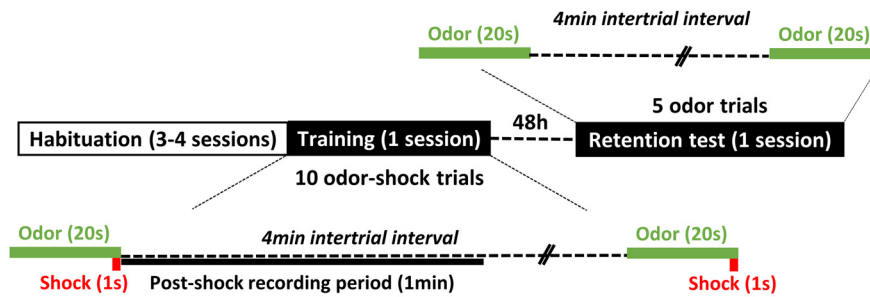 4min intertrial interval
Odor (20s)
Odor (20s)
5 odor trials
48h
Habituation (3-4 sessions)
Training (1 session)
Retention test (1 session)
10 odor-shock trials
Odor (20s)
4min intertrial interval
Odor (20s)
Shock (1s)
Post-shock recording period (1min)
Shock (1s)